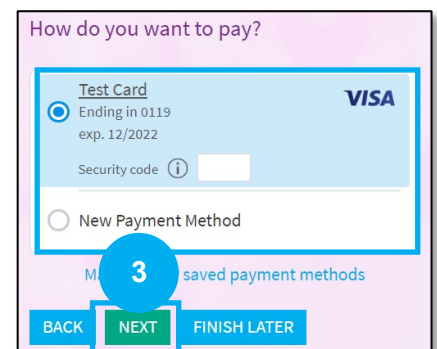 How do you want to pay?
Test Card
VISA
Ending in 0119
exp. 12/2022
Security code i
New Payment Method
3
saved payment methods
BACK
NEXT
FINISH LATER